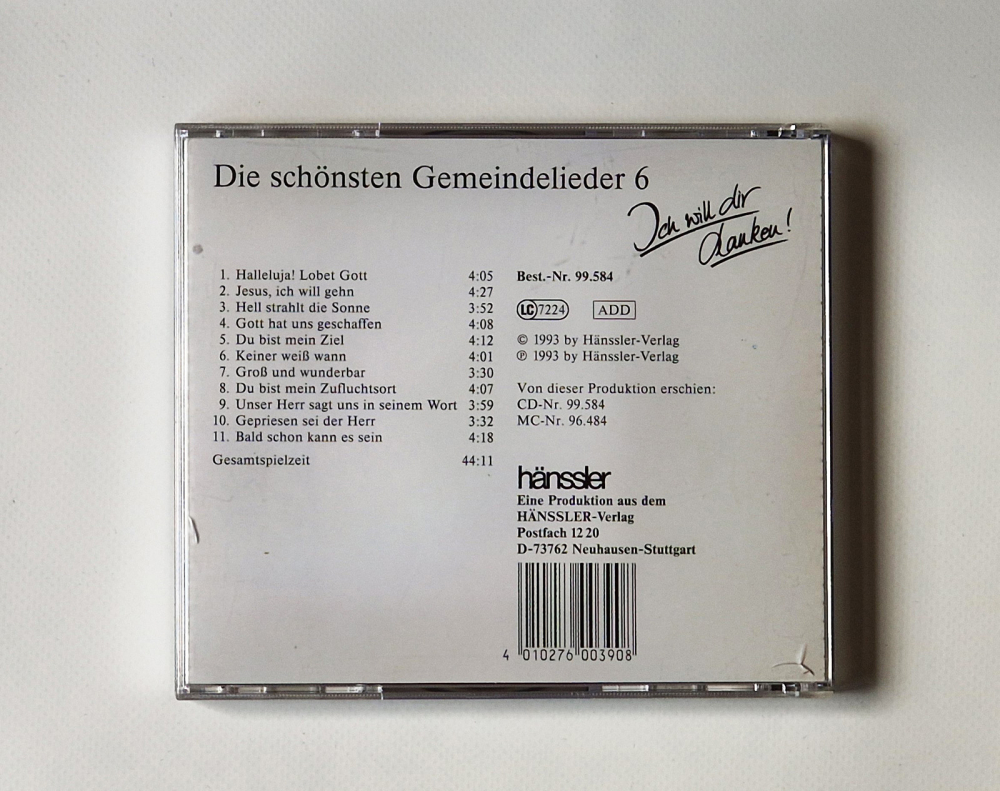 Die schönsten Gemeindelieder 6
Ich will dir
danken!
1. Halleluja! Lobet Gott 4:05
2. Jesus, ich will gehn 4:27
3. Hell strahlt die Sonne 3:52
4. Gott hat uns geschaffen 4:08
5. Du bist mein Ziel 4:12
6. Keiner weiß wann 4:01
7. Groß und wunderbar 3:30
8. Du bist mein Zufluchtsort 4:07
9. Unser Herr sagt uns in seinem Wort 3:59
10. Gepriesen sei der Herr 3:32
11. Bald schon kann es sein 4:18
Gesamtspielzeit 44:11
Best.-Nr. 99.584
LC 7224 ADD
© 1993 by Hänssler-Verlag
℗ 1993 by Hänssler-Verlag
Von dieser Produktion erschien:
CD-Nr. 99.584
MC-Nr. 96.484
hänssler
Eine Produktion aus dem
HÄNSSLER-Verlag
Postfach 12 20
D-73762 Neuhausen-Stuttgart
4 010276 003908